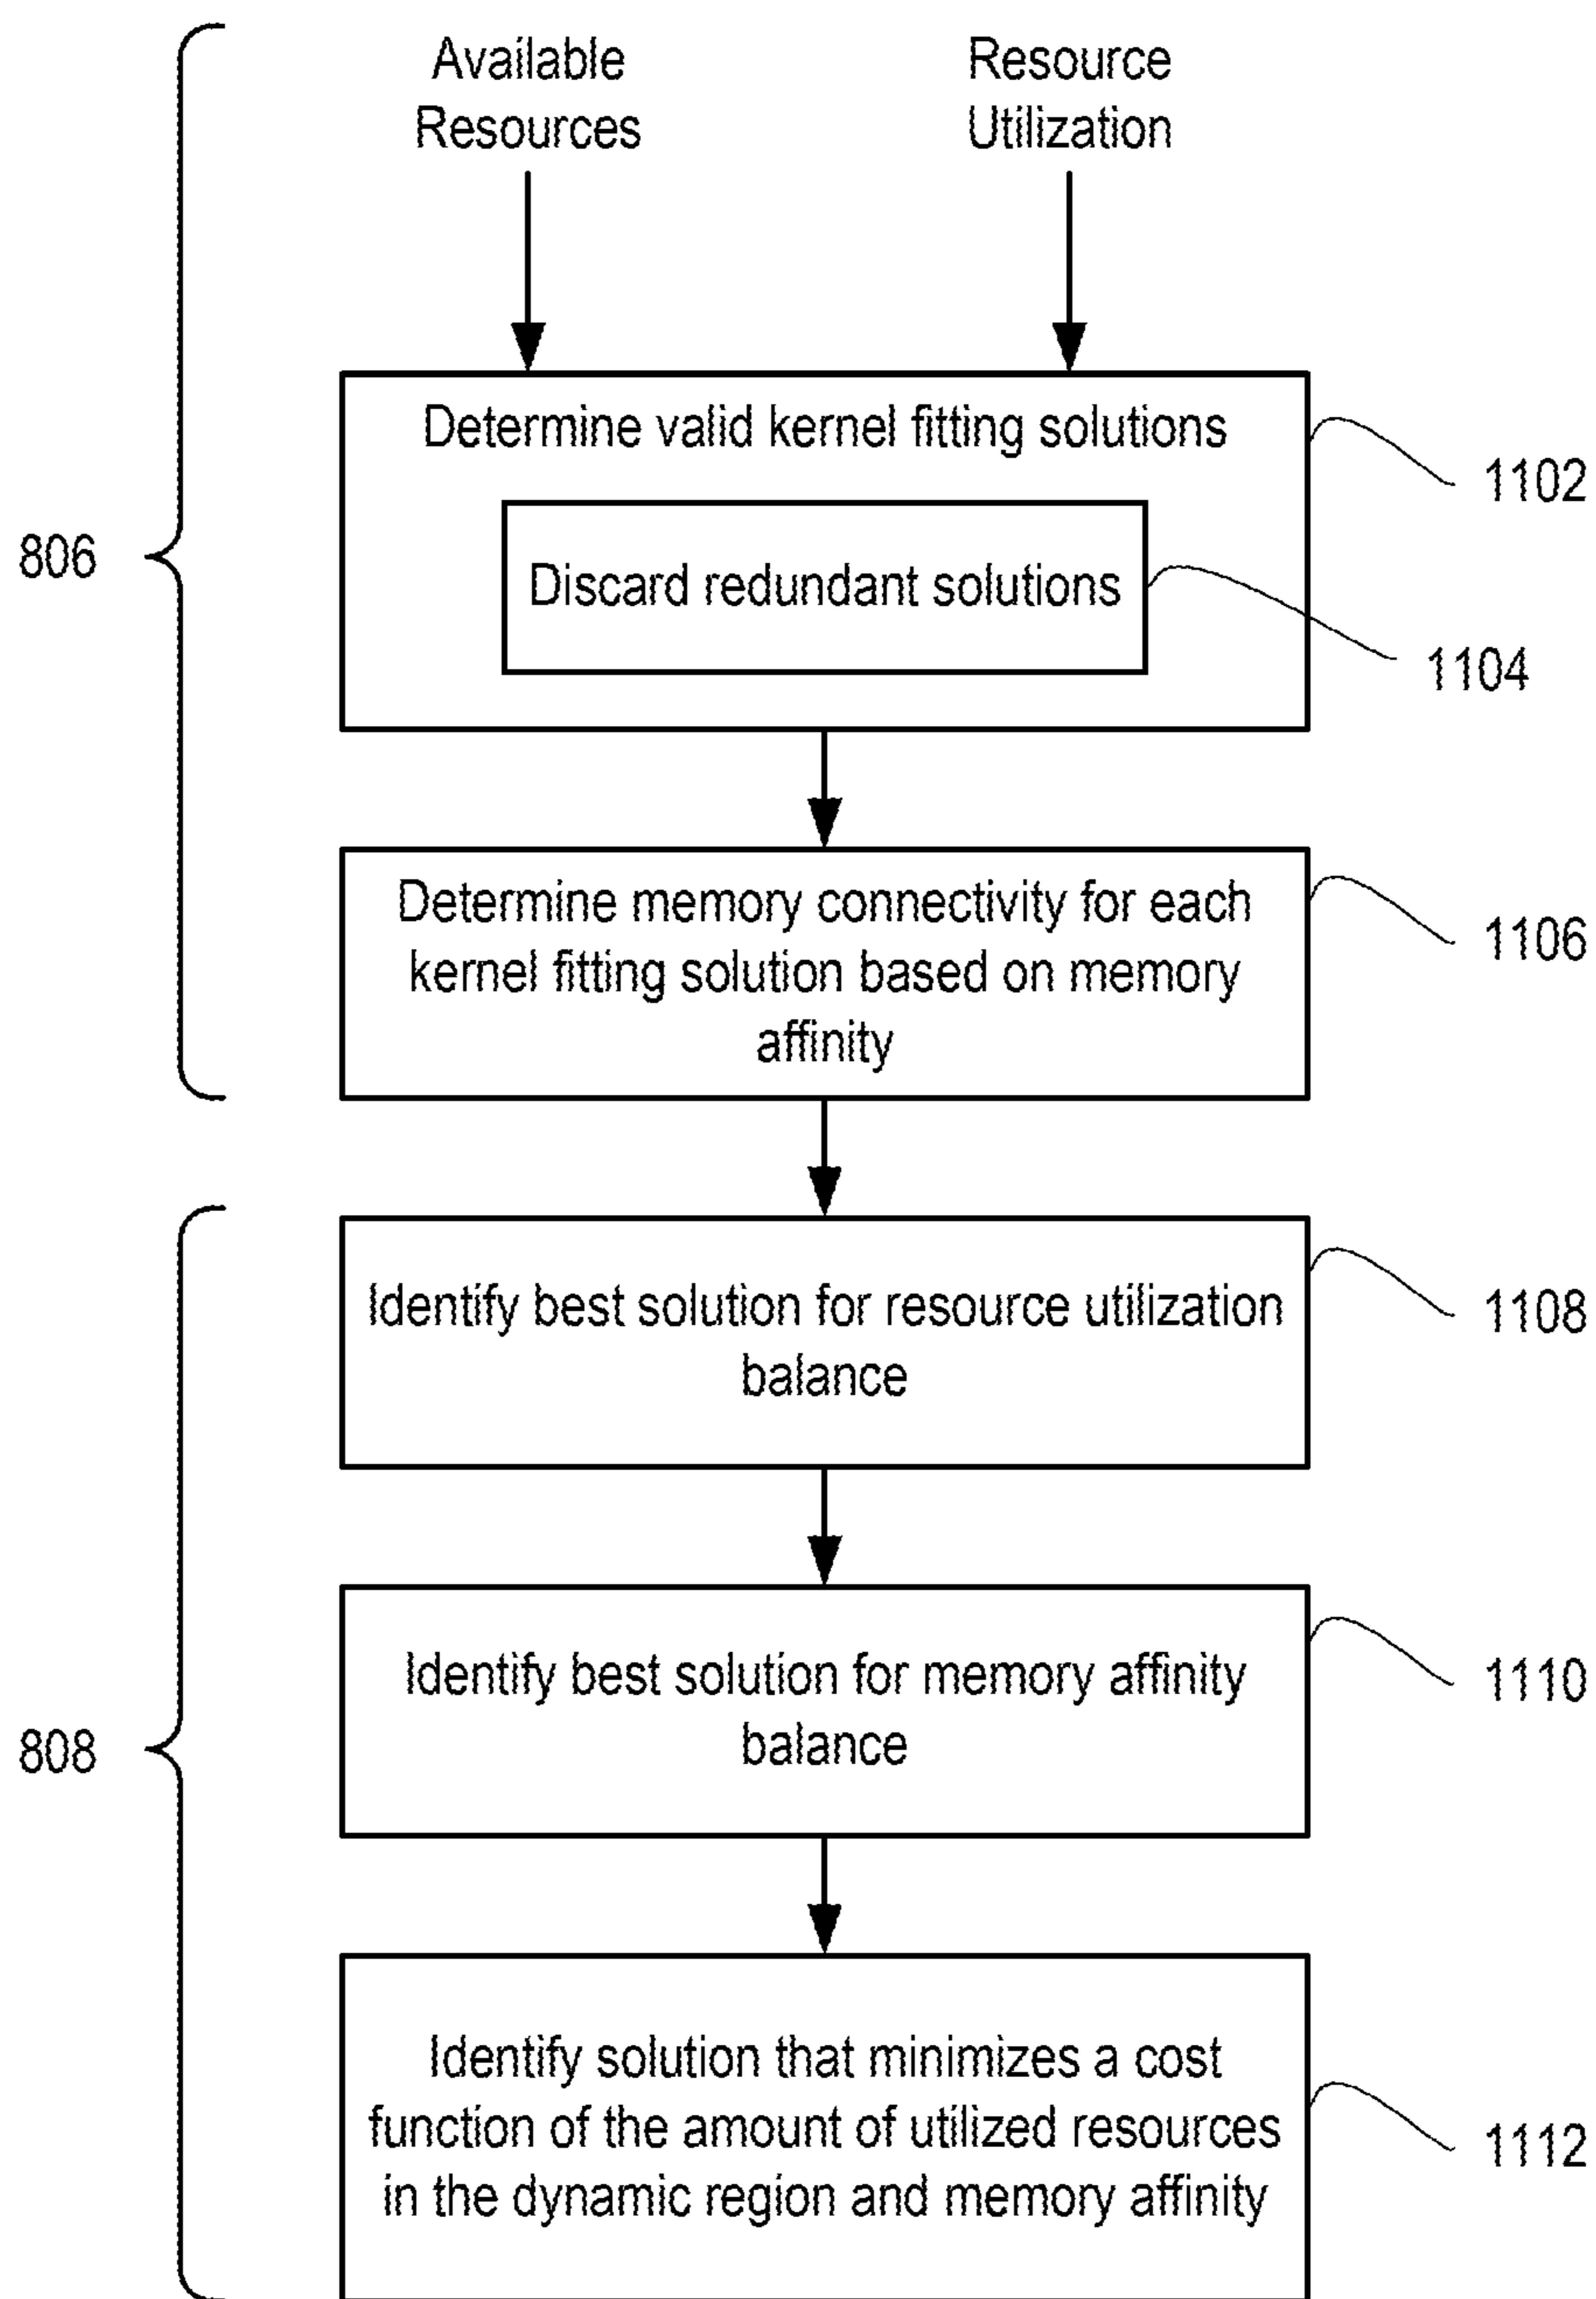 Available
Resources
Resource
Utilization
Determine valid kernel fitting solutions
1102
806
Discard redundant solutions
1104
Determine memory connectivity for each
kernel fitting solution based on memory
affinity
1106
Identify best solution for resource utilization
balance
1108
Identify best solution for memory affinity
balance
1110
808
Identify solution that minimizes a cost
function of the amount of utilized resources
in the dynamic region and memory affinity
1112